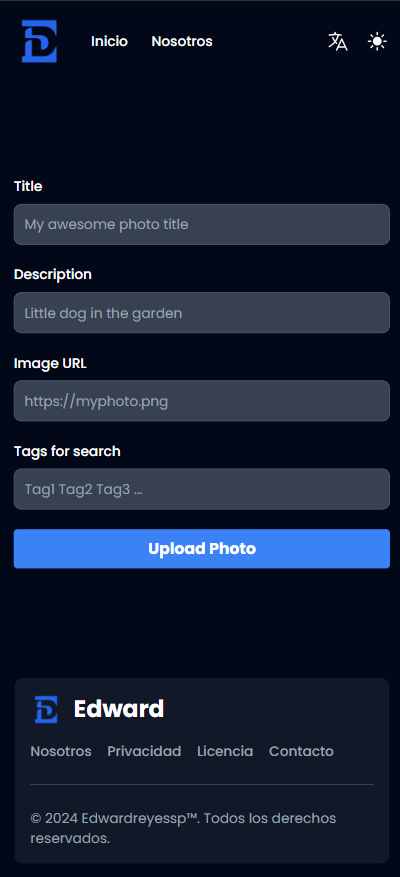 Inicio Nosotros
Title
My awesome photo title
Description
Little dog in the garden
Image URL
https://myphoto.png
Tags for search
Tag1 Tag2 Tag3 ...
Upload Photo
Edward
Nosotros Privacidad Licencia Contacto
© 2024 Edwardreyessp™. Todos los derechos
reservados.